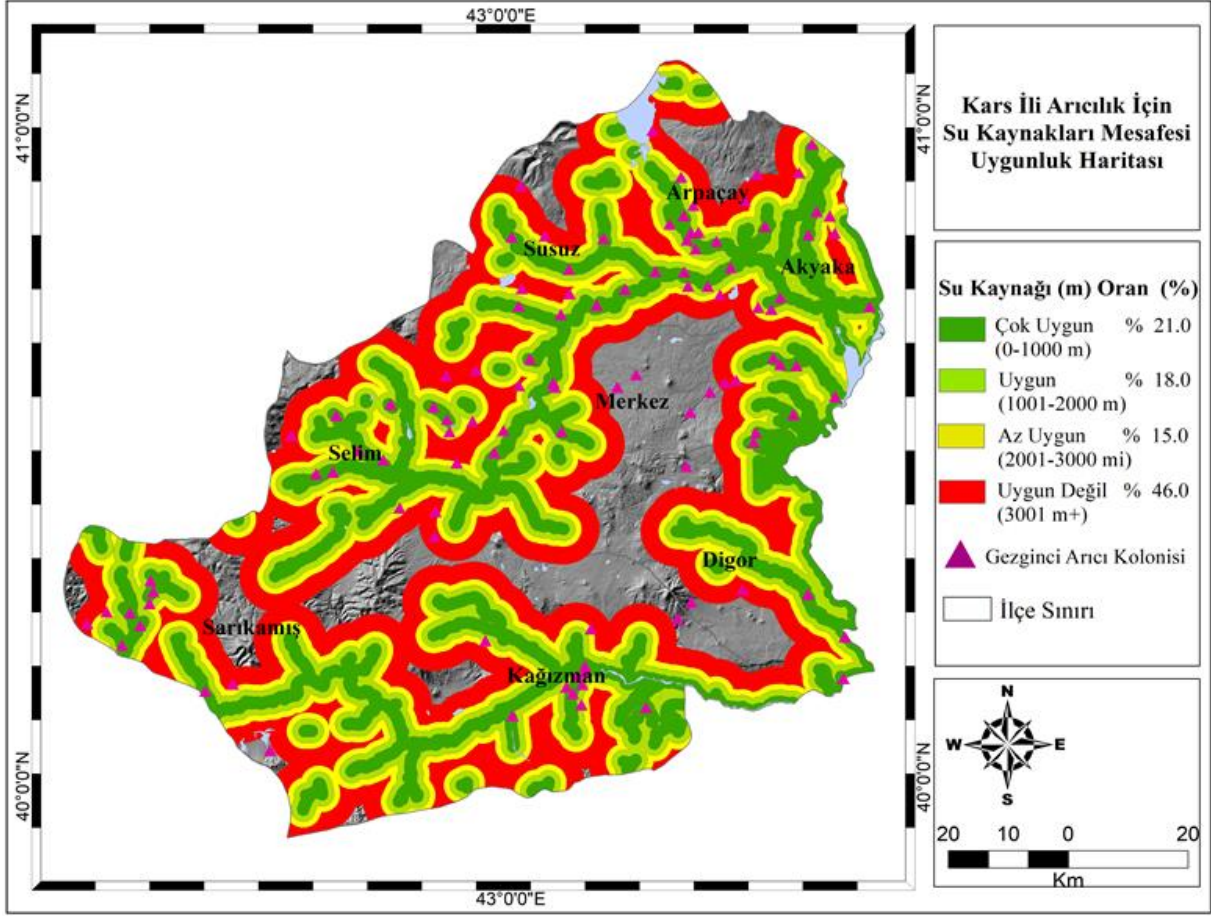 43°0'0"E
41°0'0"N
41°0'0"N
40°0'0"N
40°0'0"N
43°0'0"E
Arpaçay
Susuz
Akyaka
Merkez
Selim
Digor
Sarıkamış
Kağızman
Kars İli Arıcılık İçin
Su Kaynakları Mesafesi
Uygunluk Haritası
Su Kaynağı (m) Oran (%)
Çok Uygun % 21.0
(0-1000 m)
Uygun % 18.0
(1001-2000 m)
Az Uygun % 15.0
(2001-3000 mi)
Uygun Değil % 46.0
(3001 m+)
Gezginci Arıcı Kolonisi
İlçe Sınırı
N
W E
S
20 10 0 20
Km